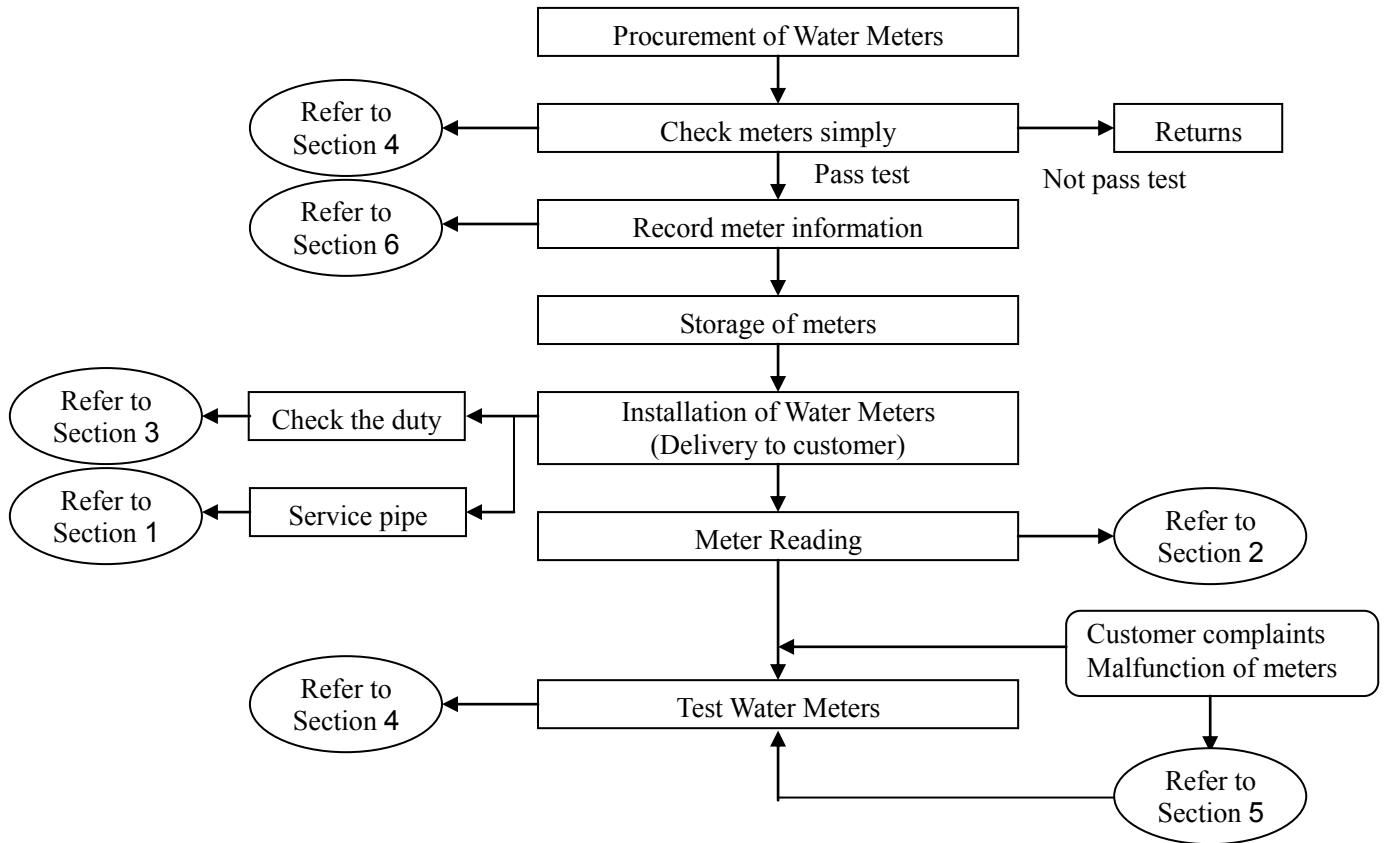 Procurement of Water Meters
Refer to
Section 4
Check meters simply
Returns
Pass test
Not pass test
Refer to
Section 6
Record meter information
Storage of meters
Refer to
Section 3
Check the duty
Installation of Water Meters
(Delivery to customer)
Refer to
Section 1
Service pipe
Meter Reading
Refer to
Section 2
Customer complaints
Malfunction of meters
Refer to
Section 4
Test Water Meters
Refer to
Section 5